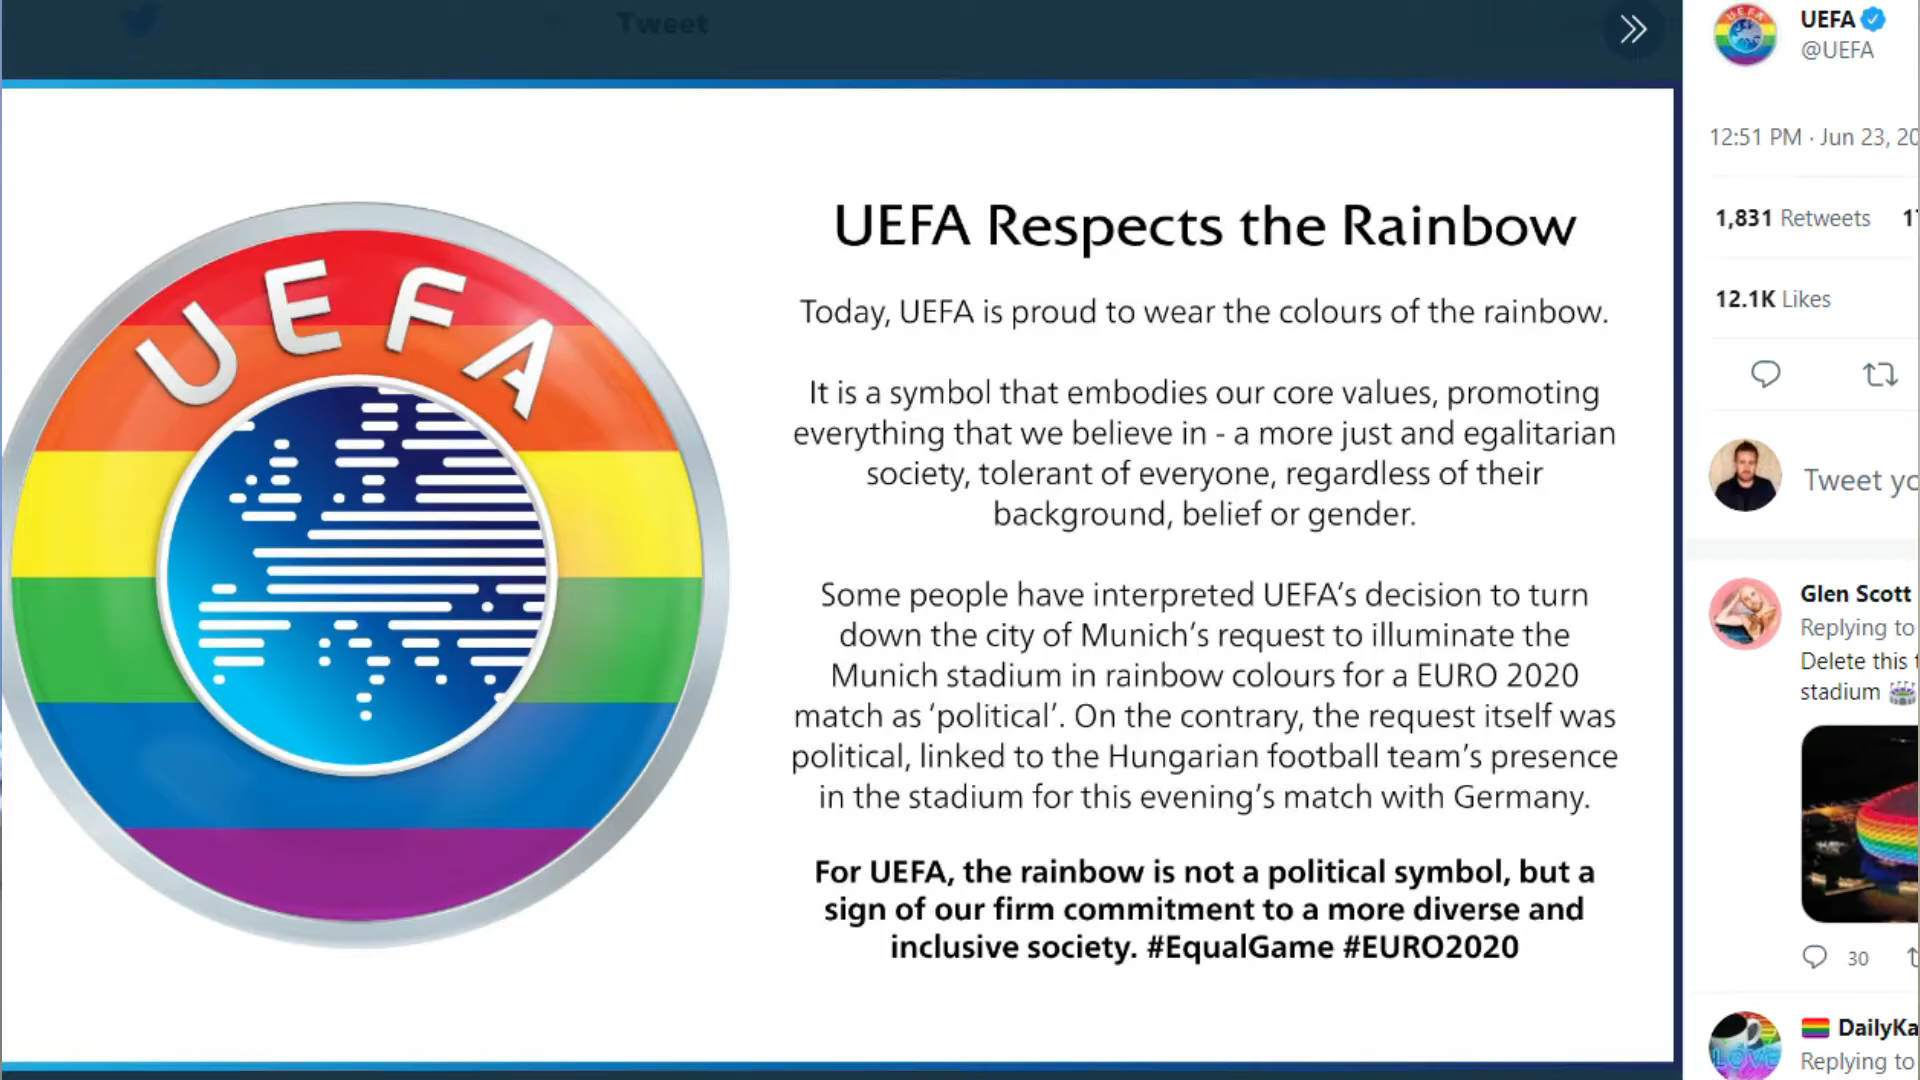 Tweet
UEFA
UEFA Respects the Rainbow
Today, UEFA is proud to wear the colours of the rainbow.
It is a symbol that embodies our core values, promoting
everything that we believe in - a more just and egalitarian
society, tolerant of everyone, regardless of their
background, belief or gender.
Some people have interpreted UEFA's decision to turn
down the city of Munich's request to illuminate the
Munich stadium in rainbow colours for a EURO 2020
match as ‘political’. On the contrary, the request itself was
political, linked to the Hungarian football team's presence
in the stadium for this evening's match with Germany.
For UEFA, the rainbow is not a political symbol, but a
sign of our firm commitment to a more diverse and
inclusive society. #EqualGame #EURO2020
UEFA
UEFA
@UEFA
12:51 PM · Jun 23, 20
1,831 Retweets
12.1K Likes
Tweet yo
Glen Scott
Replying to
Delete this t
stadium
30
DailyKa
Replying to
LOVE